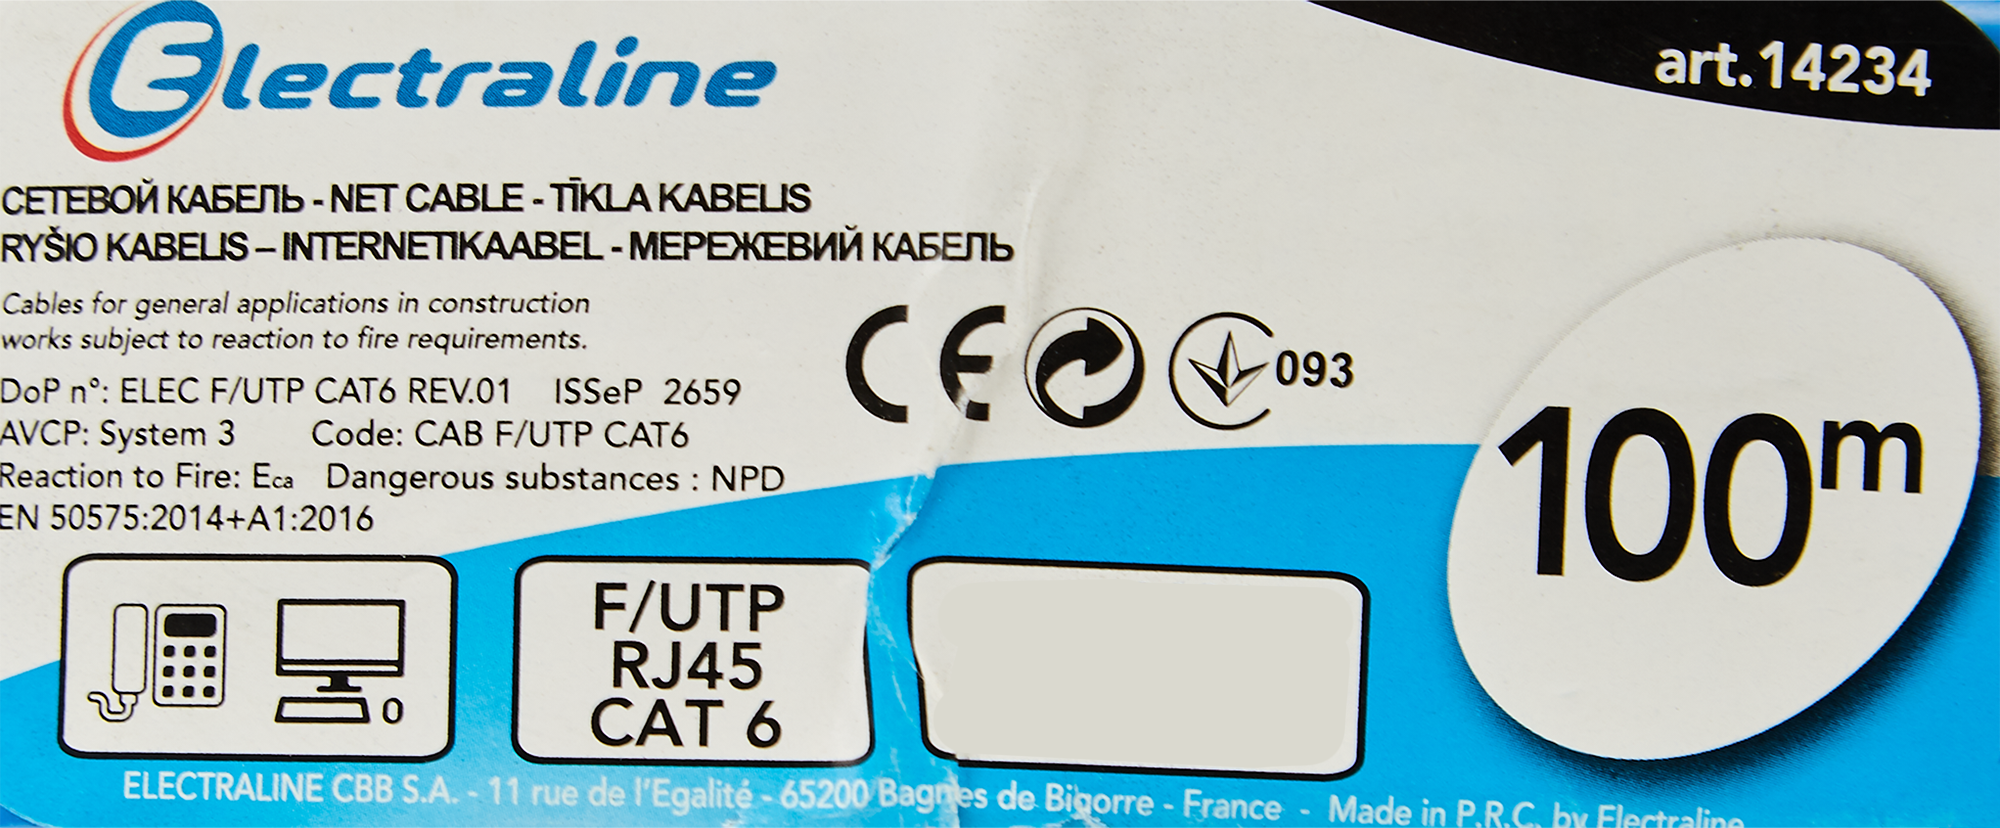 Electraline
art.14234
СЕТЕВОЙ КАБЕЛЬ - NET CABLE - TĪKLA KABELIS
RYŠIO KABELIS – INTERNETIKAABEL - МЕРЕЖЕВИЙ КАБЕЛЬ
Cables for general applications in construction
works subject to reaction to fire requirements.
DoP n°: ELEC F/UTP CAT6 REV.01 ISSeP 2659
AVCP: System 3 Code: CAB F/UTP CAT6
Reaction to Fire: Eca Dangerous substances : NPD
EN 50575:2014+A1:2016
CE
093
100m
F/UTP
RJ45
CAT 6
ELECTRALINE CBB S.A. - 11 rue de l'Egalité - 65200 Bagnes de Bigorre - France - Made in P.R.C. by Electraline